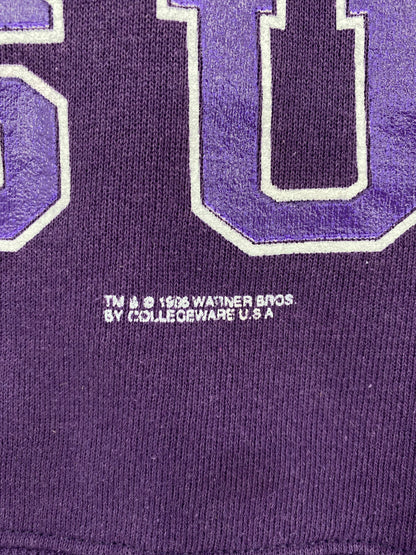 TM & © 1996 WARNER BROS.
BY COLLEGEWARE U.S.A